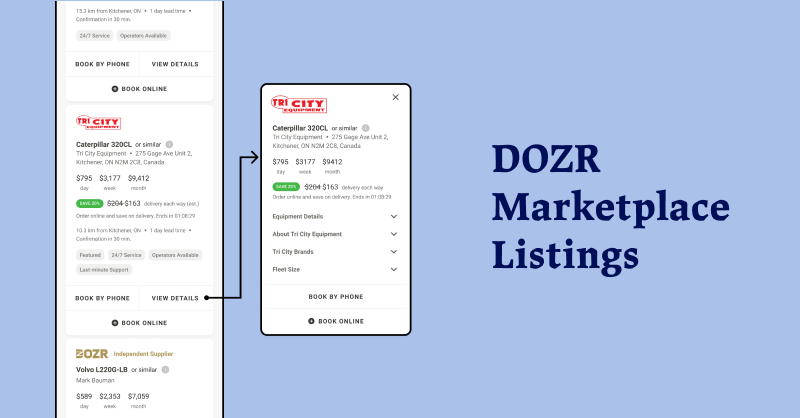 15.3 km from Kitchener, ON • 1 day lead time •
Confirmation in 30 min.
24/7 Service Operators Available
BOOK BY PHONE VIEW DETAILS
BOOK ONLINE
TRI CITY
EQUIPMENT
Caterpillar 320CL or similar
Tri City Equipment • 275 Gage Ave Unit 2,
Kitchener, ON N2M 2C8, Canada
$795 $3,177 $9,412
day week month
SAVE 20% $204 $163 delivery each way (est.)
Order online and save on delivery. Ends in 01:08:29
10.3 km from Kitchener, ON • 1 day lead time •
Confirmation in 30 min.
Featured 24/7 Service Operators Available
Last-minute Support
BOOK BY PHONE VIEW DETAILS
BOOK ONLINE
DOZR Independent Supplier
Volvo L220G-LB or similar
Mark Bauman
$589 $2,353 $7,059
day week month
TRI CITY
EQUIPMENT
Caterpillar 320CL or similar
Tri City Equipment • 275 Gage Ave Unit 2,
Kitchener, ON N2M 2C8, Canada
$795 $3177 $9412
day week month
SAVE 20% $204 $163 delivery each way
Order online and save on delivery. Ends in 01:08:29
Equipment Details
About Tri City Equipment
Tri City Brands
Fleet Size
BOOK BY PHONE
BOOK ONLINE
DOZR
Marketplace
Listings